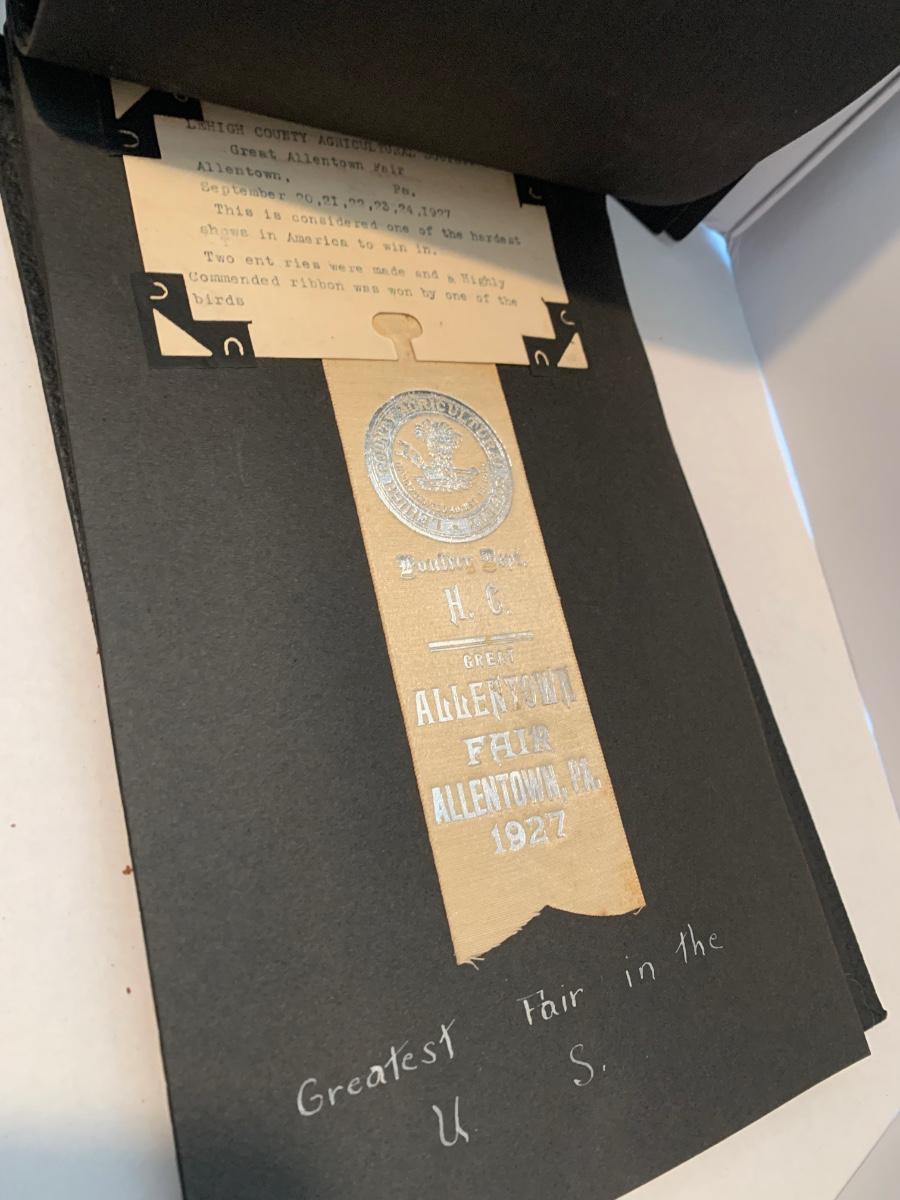 LEHIGH COUNTY AGRICULTURAL SOCIETY
Great Allentown Fair
Allentown, Pa.
September 20,21,22,23,24,1927
This is considered one of the hardest
shows in America to win in.
Two ent ries were made and a Highly
Commended ribbon was won by one of the
birds
COUNTY AGRICULTURAL
Poultry Dept.
H. C.
GREAT
ALLENTOWN
FAIR
ALLENTOWN, PA.
1927
Greatest Fair in the
U. S.